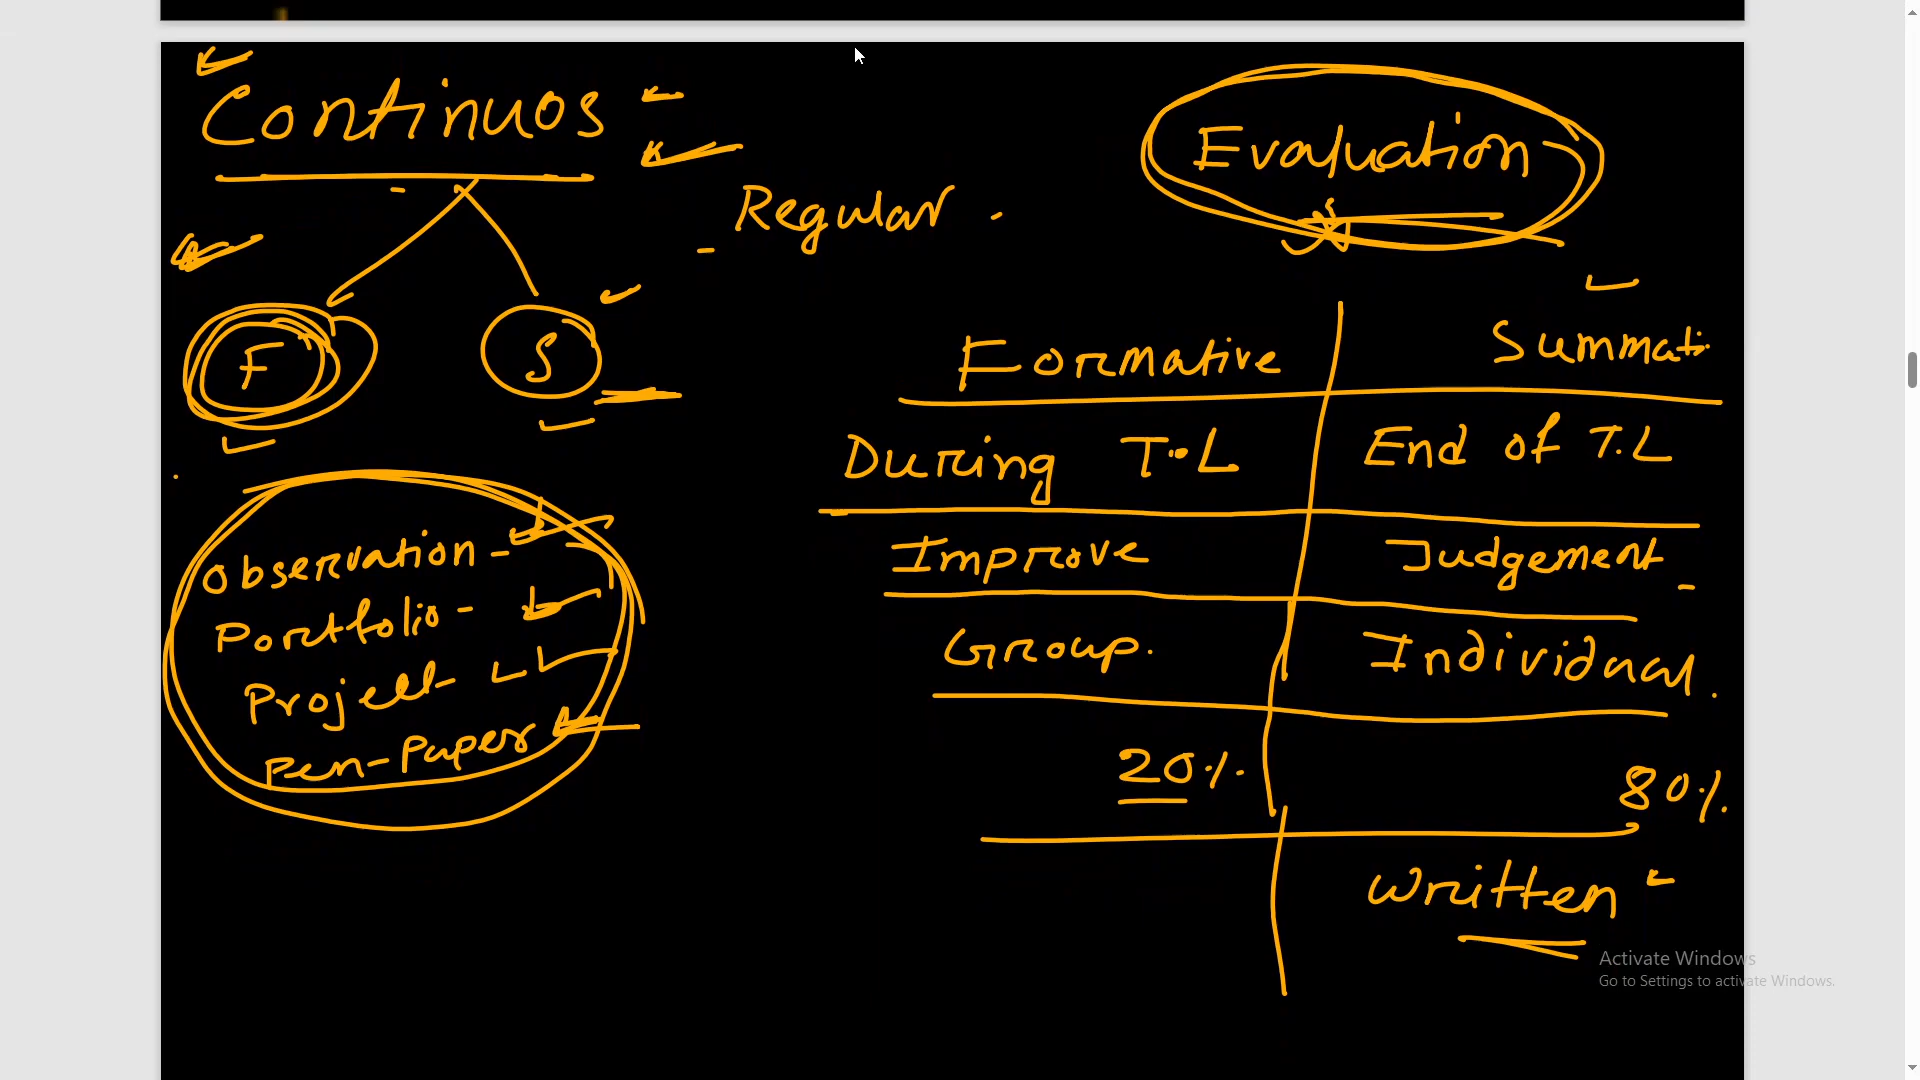 Continuos
Regular
F
S
Observation -
Portfolio -
Project -
Pen-Paper
Evaluation
Formative Summati
During T.L End of T.L
Improve Judgement
Group. Individual.
20% 80%
Written
Activate Windows
Go to Settings to activate Windows.